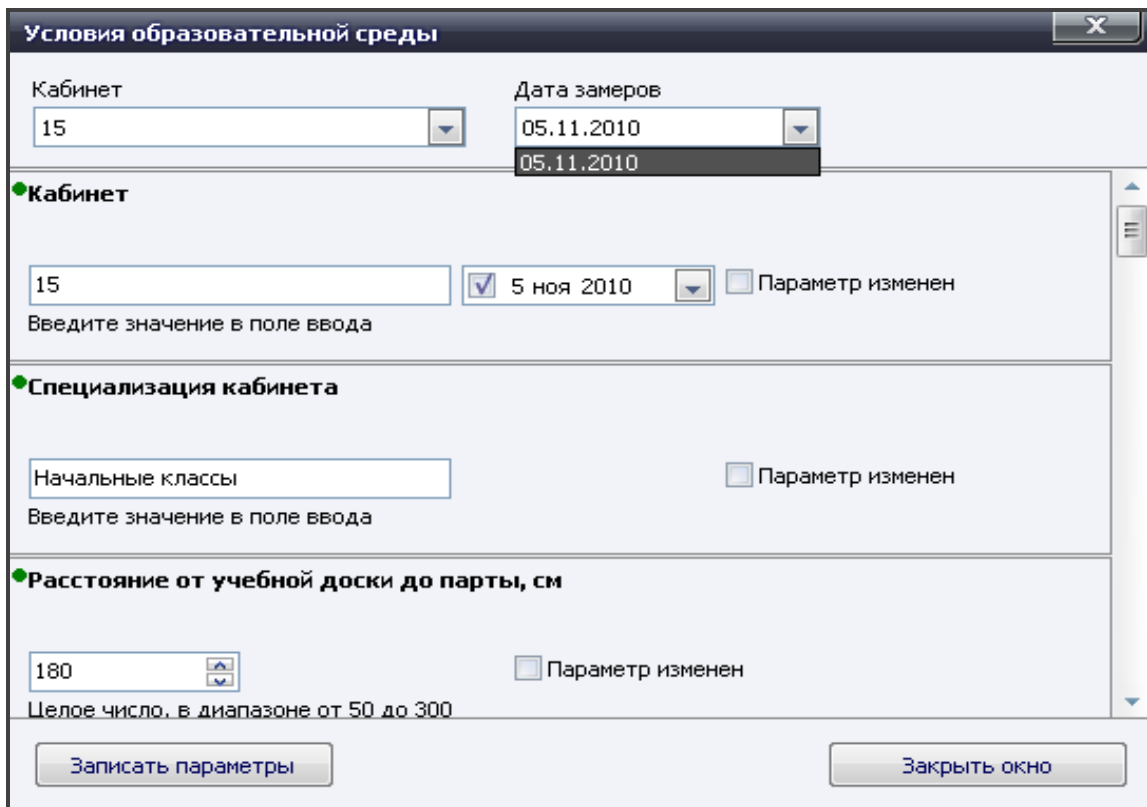 Условия образовательной среды
Кабинет Дата замеров
15 05.11.2010
05.11.2010
Кабинет
15 5 ноя 2010 Параметр изменен
Введите значение в поле ввода
Специализация кабинета
Начальные классы Параметр изменен
Введите значение в поле ввода
Расстояние от учебной доски до парты, см
180 Параметр изменен
Целое число, в диапазоне от 50 до 300
Записать параметры Закрыть окно